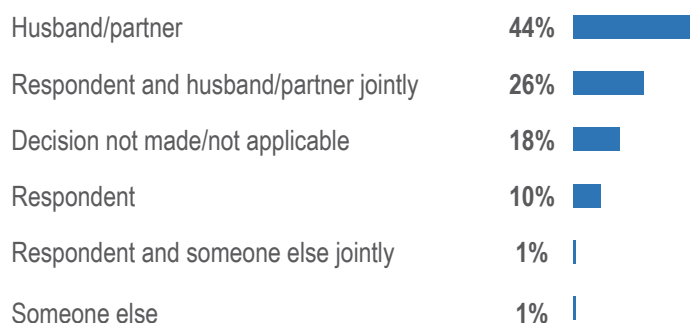 Husband/partner 44%
Respondent and husband/partner jointly 26%
Decision not made/not applicable 18%
Respondent 10%
Respondent and someone else jointly 1%
Someone else 1%